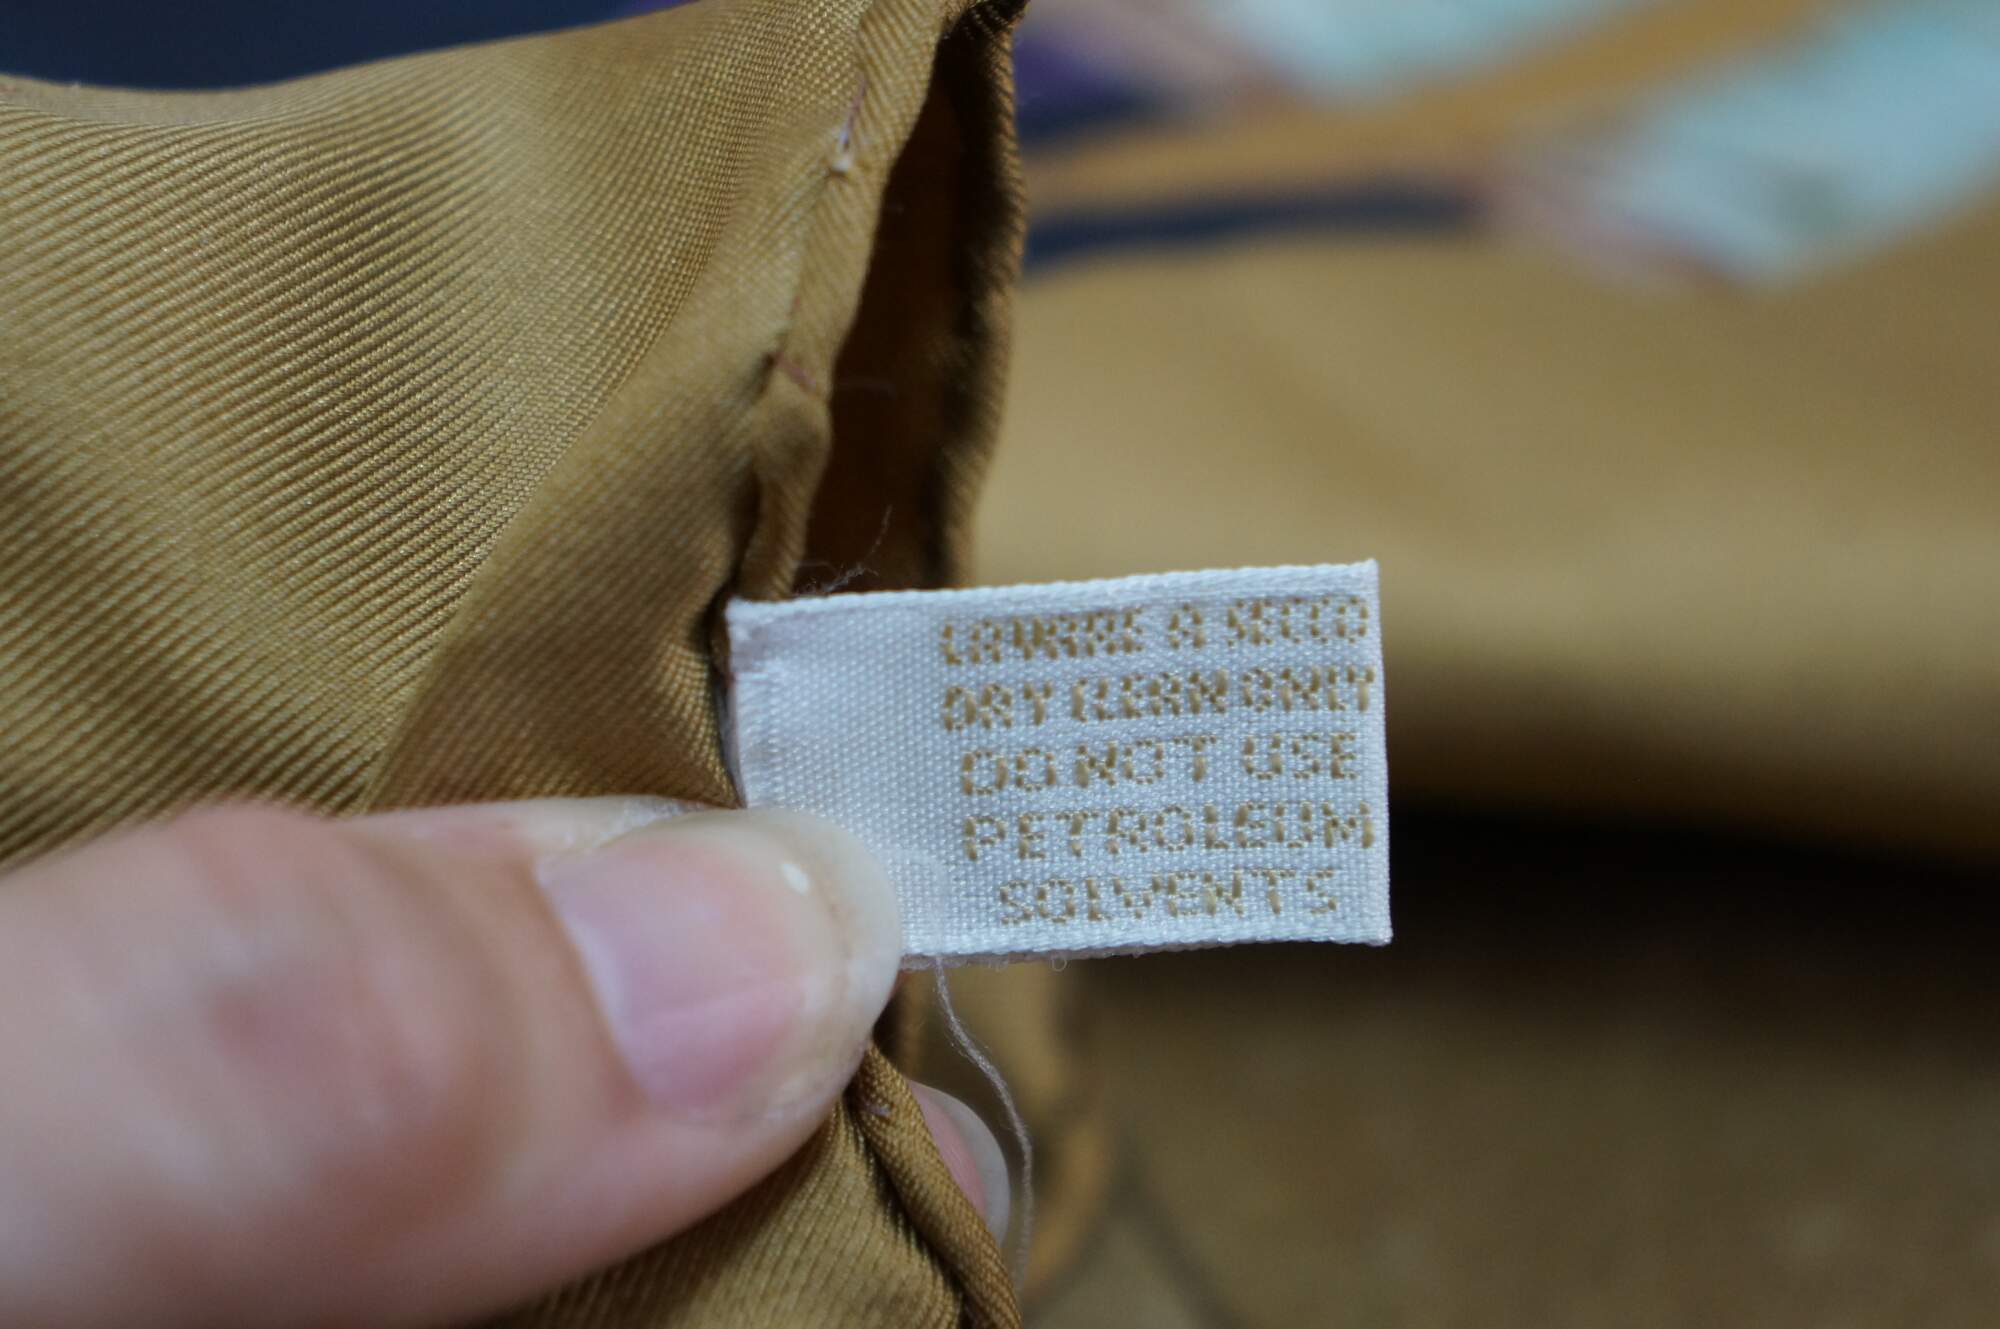 LAVARE A SECCO
DRY CLEAN ONLY
DO NOT USE
PETROLEUM
SOLVENTS